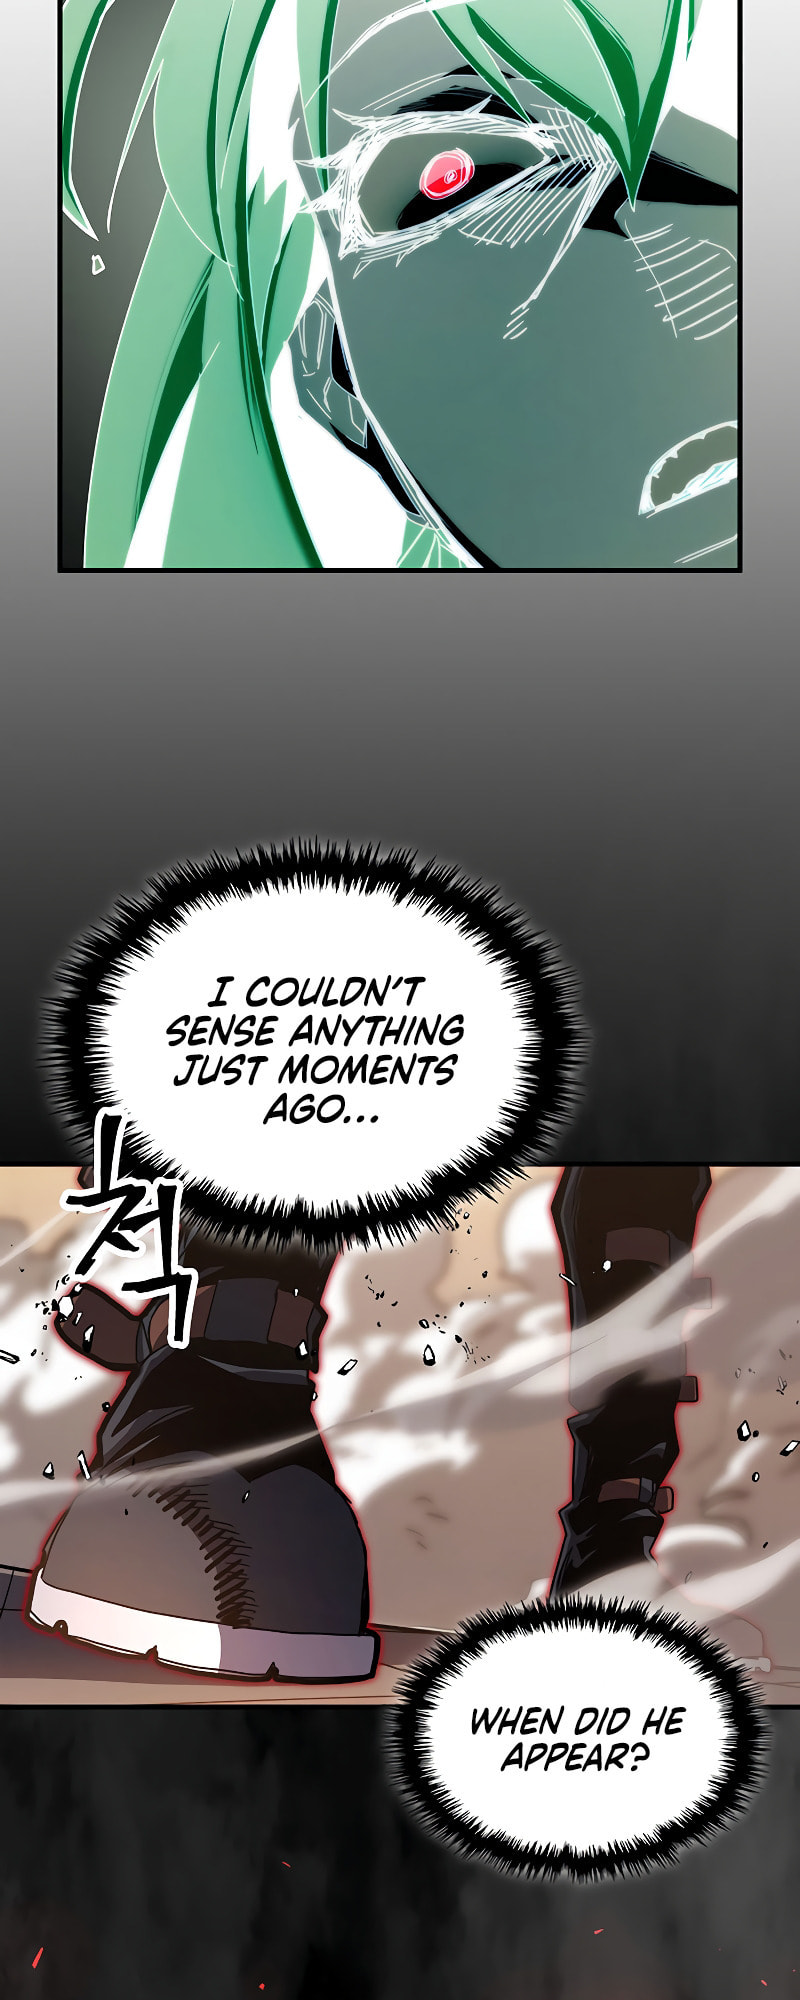 I COULDN'T
SENSE ANYTHING
JUST MOMENTS
AGO...
척
WHEN DID HE
APPEAR?